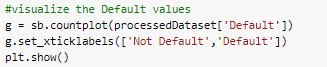 #visualize the Default values
g = sb.countplot(processedDataset['Default'])
g.set_xticklabels(['Not Default','Default'])
plt.show()